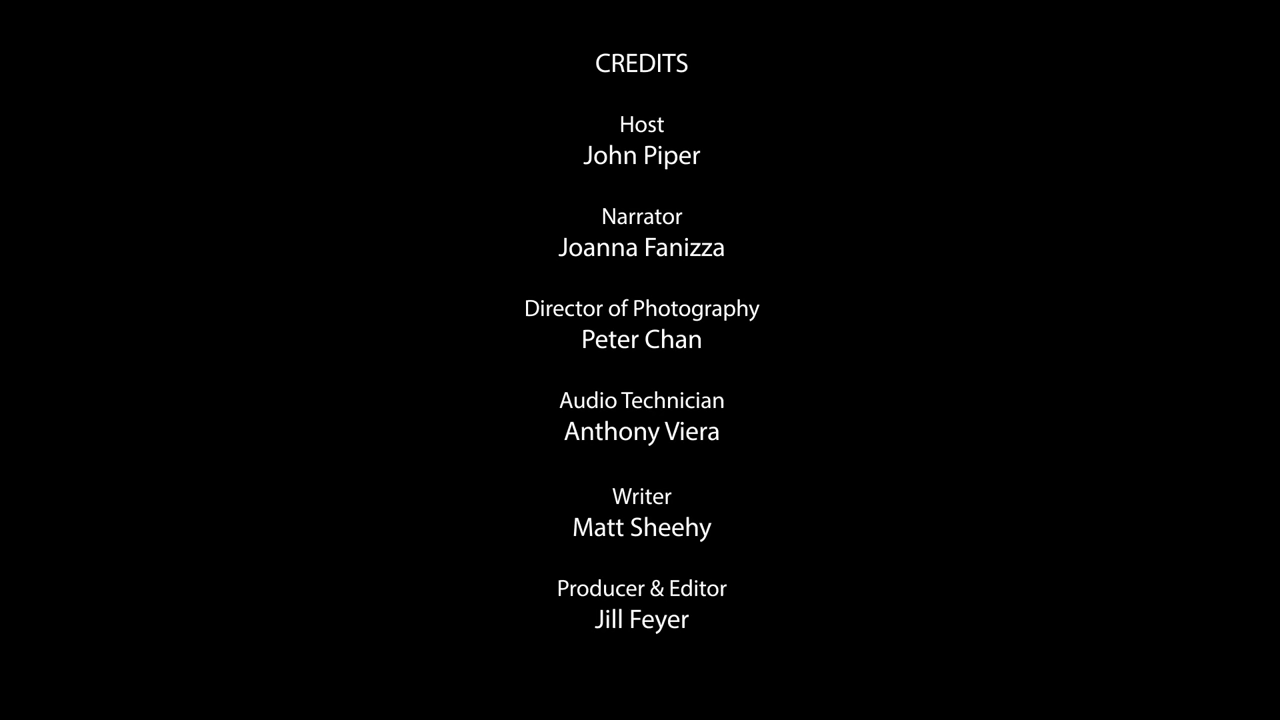 CREDITS
Host
John Piper
Narrator
Joanna Fanizza
Director of Photography
Peter Chan
Audio Technician
Anthony Viera
Writer
Matt Sheehy
Producer & Editor
Jill Feyer